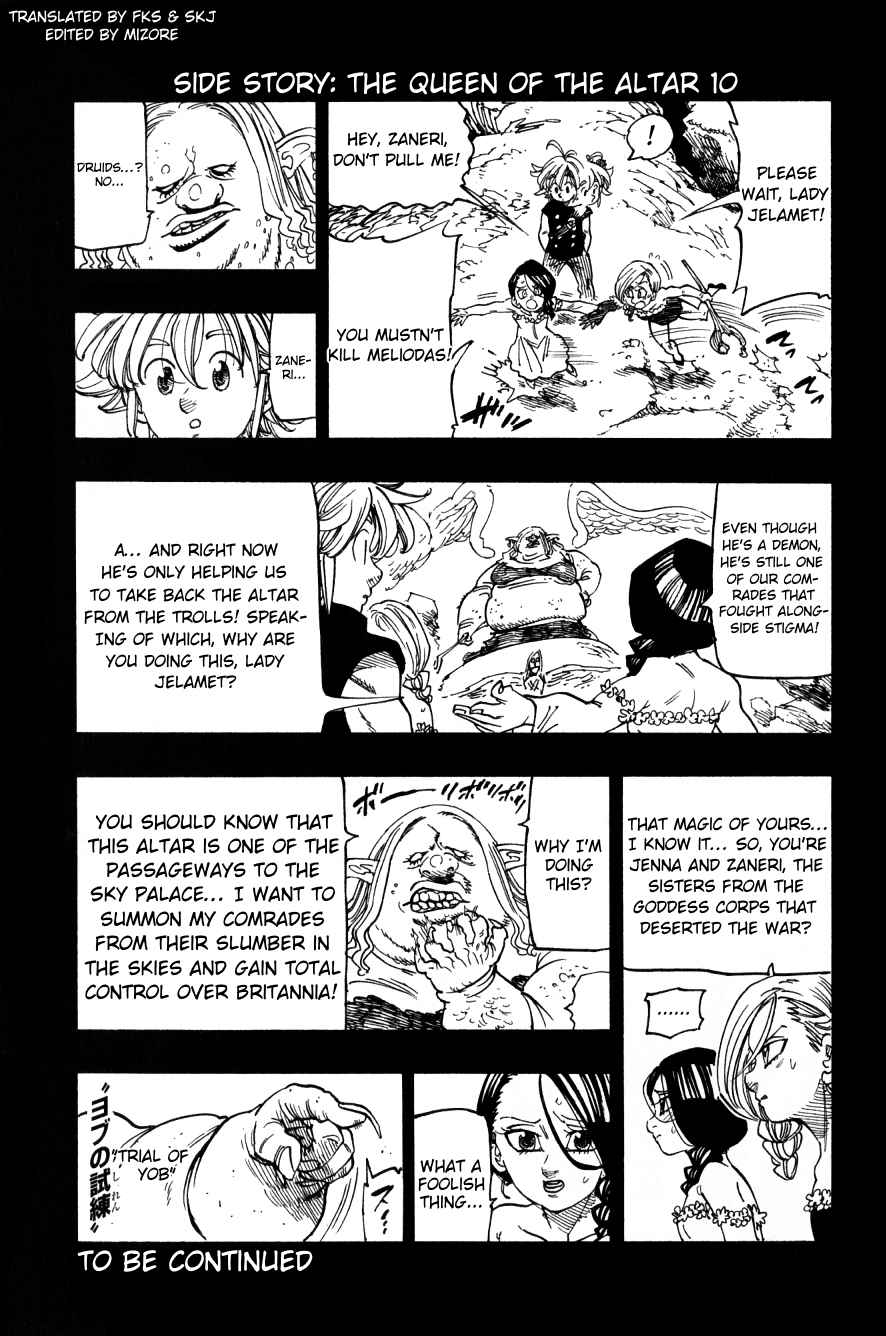 TRANSLATED BY FKS & SKJ
EDITED BY MIZORE
SIDE STORY: THE QUEEN OF THE ALTAR 10
PLEASE
WAIT, LADY
JELAMET!
!
HEY, ZANERI,
DON'T PULL ME!
YOU MUSTN'T
KILL MELIODAS!
DRUIDS...?
NO...
ZANE-
RI...
EVEN THOUGH
HE'S A DEMON,
HE'S STILL ONE
OF OUR COM-
RADES THAT
FOUGHT ALONG-
SIDE STIGMA!
A... AND RIGHT NOW
HE'S ONLY HELPING US
TO TAKE BACK THE ALTAR
FROM THE TROLLS! SPEAK-
ING OF WHICH, WHY ARE
YOU DOING THIS, LADY
JELAMET?
THAT MAGIC OF YOURS...
I KNOW IT... SO, YOU'RE
JENNA AND ZANERI, THE
SISTERS FROM THE
GODDESS CORPS THAT
DESERTED THE WAR?
......
WHY I'M
DOING
THIS?
YOU SHOULD KNOW THAT
THIS ALTAR IS ONE OF THE
PASSAGEWAYS TO THE
SKY PALACE... I WANT TO
SUMMON MY COMRADES
FROM THEIR SLUMBER IN
THE SKIES AND GAIN TOTAL
CONTROL OVER BRITANNIA!
WHAT A
FOOLISH
THING...
スッ
"TRIAL OF
YOB"
〝ヨブの試練〟
しれん
TO BE CONTINUED